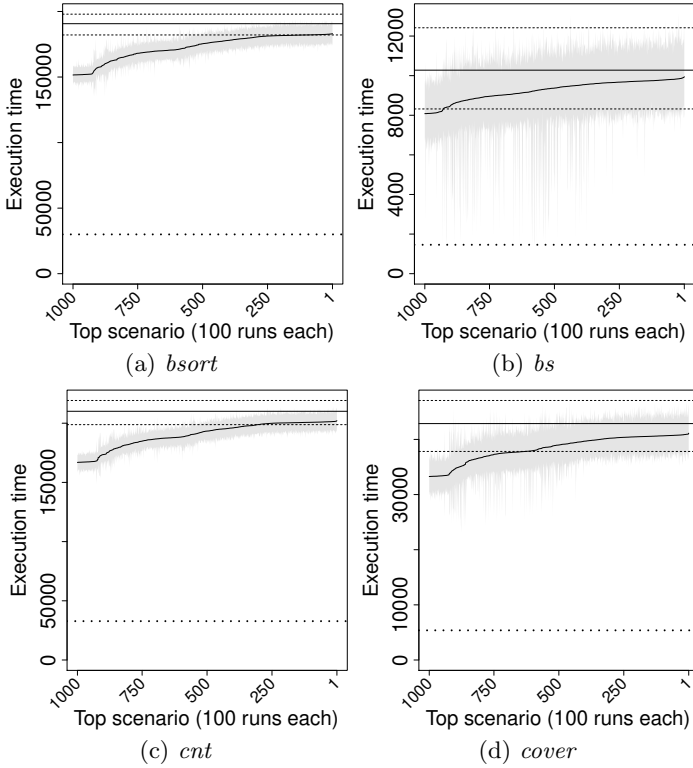 Execution time
0
50000
150000
1000
750
500
250
1
Top scenario (100 runs each)
(a) bsort
Execution time
0
4000
8000
12000
1000
750
500
250
1
Top scenario (100 runs each)
(b) bs
Execution time
0
50000
150000
1000
750
500
250
1
Top scenario (100 runs each)
(c) cnt
Execution time
0
10000
30000
1000
750
500
250
1
Top scenario (100 runs each)
(d) cover